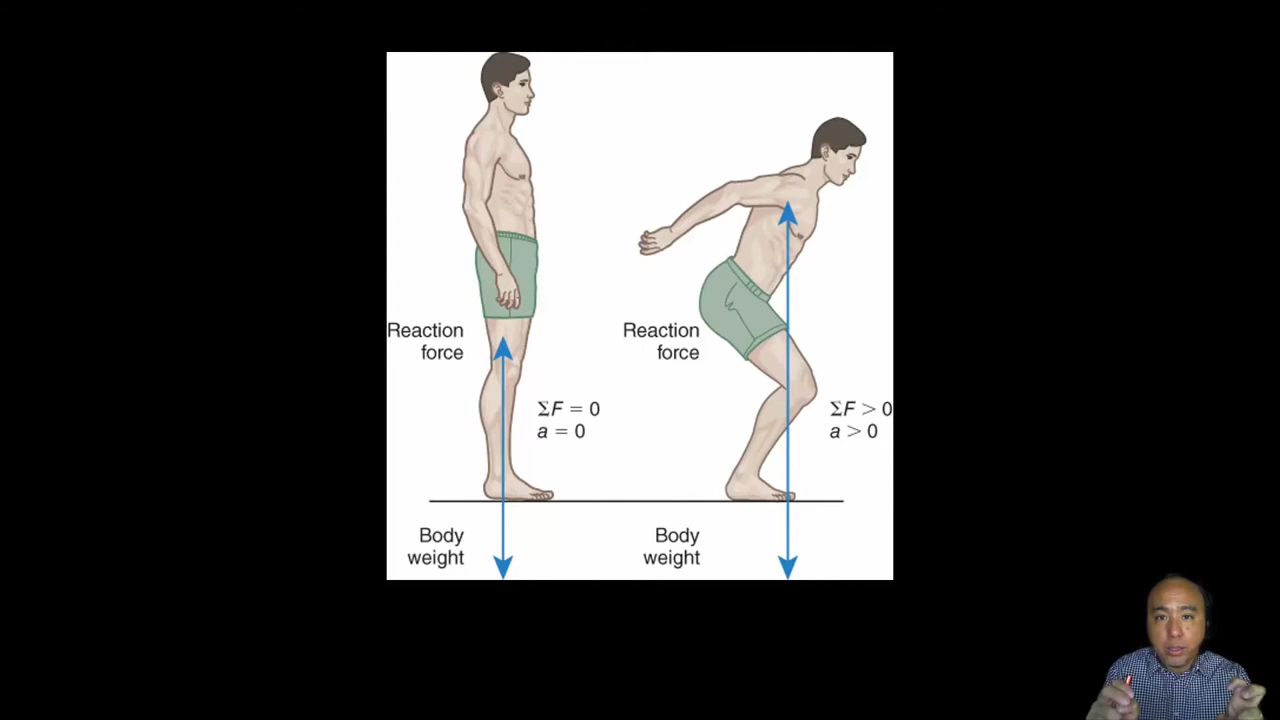 Reaction
force
ΣF = 0
a = 0
Body
weight
Reaction
force
ΣF > 0
a > 0
Body
weight